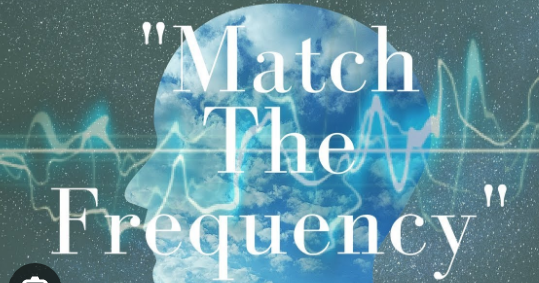 "Match
The
Frequency"